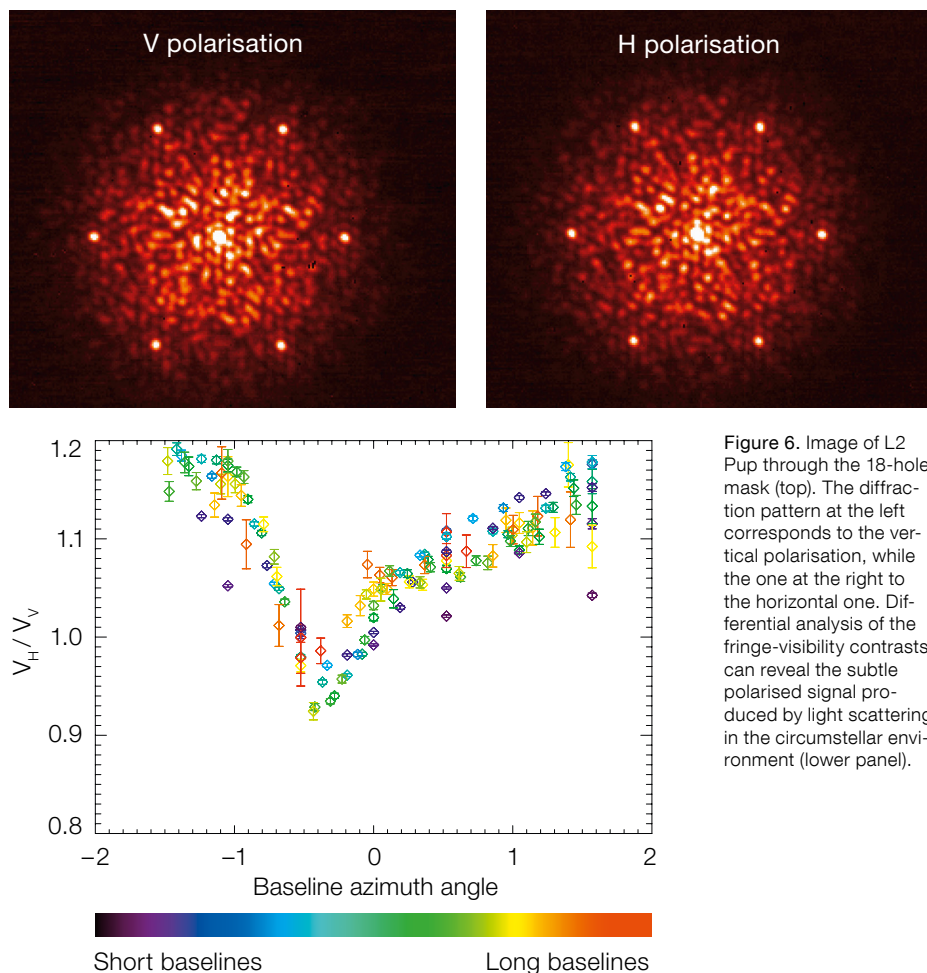 V polarisation
H polarisation
1.2
1.1
1.0
0.9
0.8
V_H / V_V
−2
−1
0
1
2
Baseline azimuth angle
Short baselines
Long baselines
Figure 6. Image of L2
Pup through the 18-hole
mask (top). The diffrac-
tion pattern at the left
corresponds to the ver-
tical polarisation, while
the one at the right to
the horizontal one. Dif-
ferential analysis of the
fringe-visibility contrasts
can reveal the subtle
polarised signal pro-
duced by light scattering
in the circumstellar envi-
ronment (lower panel).